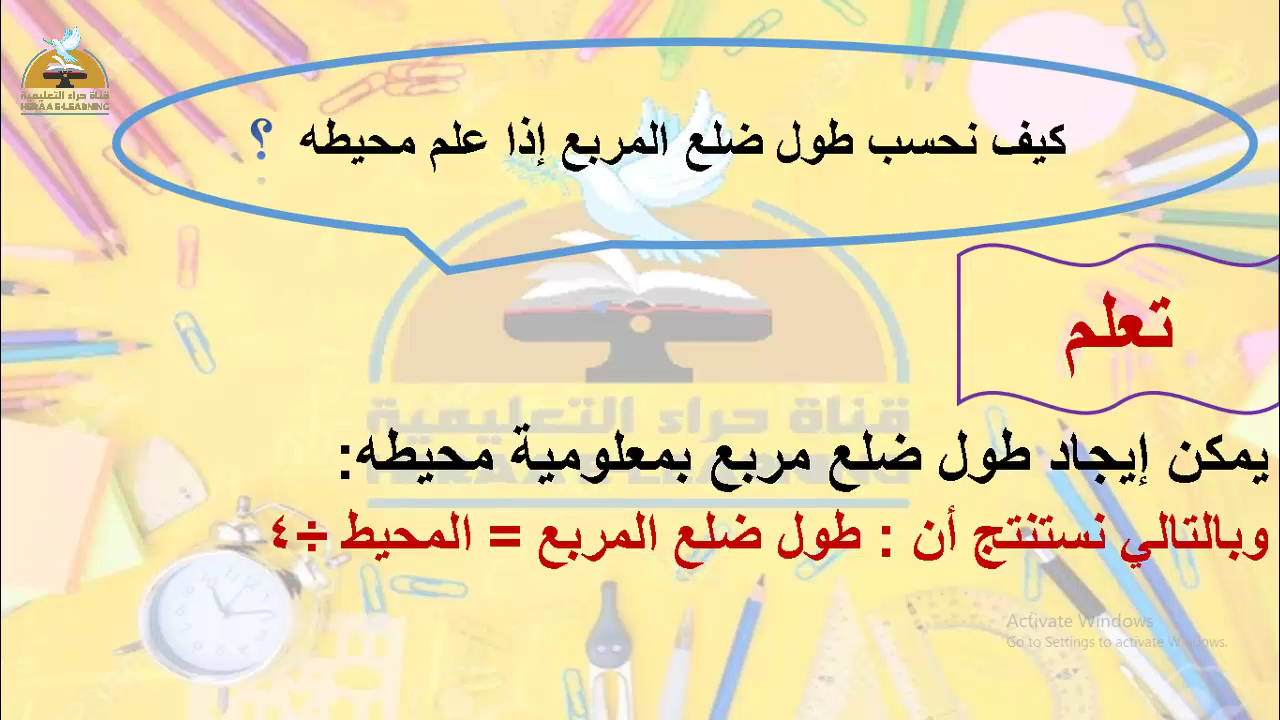 قناة حراء التعليمية
HERAA E-LEARNING
كيف نحسب طول ضلع المربع إذا علم محيطه ؟
تعلم
قناة حراء التعليمية
HERAA E-LEARNING
يمكن إيجاد طول ضلع مربع بمعلومية محيطه:
وبالتالي نستنتج أن : طول ضلع المربع = المحيط ÷٤
Activate Windows
Go to Settings to activate Windows.